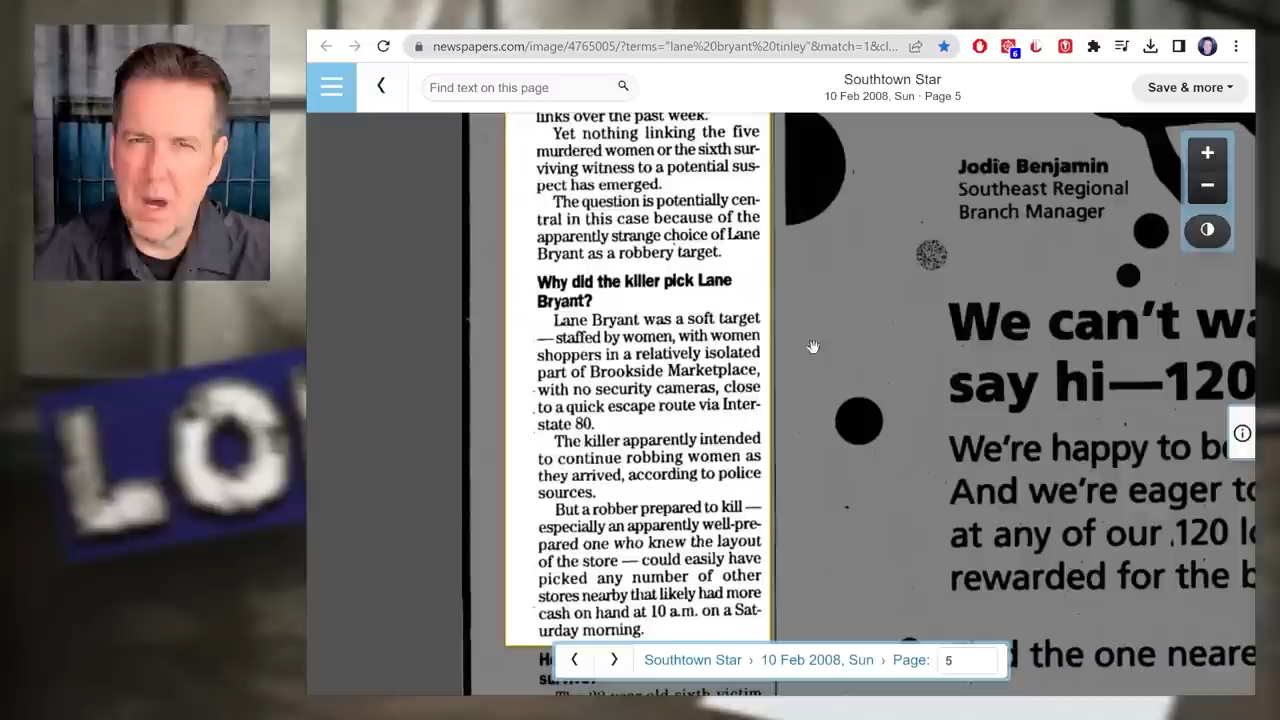 newspapers.com/image/4765005/?terms="lane%20bryant%20tinley"&match=1&cl...
6
Find text on this page
Southtown Star
10 Feb 2008, Sun · Page 5
Save & more
links over the past week.
Yet nothing linking the five
murdered women or the sixth sur-
viving witness to a potential sus-
pect has emerged.
The question is potentially cen-
tral in this case because of the
apparently strange choice of Lane
Bryant as a robbery target.
Why did the killer pick Lane
Bryant?
Lane Bryant was a soft target
— staffed by women, with women
shoppers in a relatively isolated
part of Brookside Marketplace,
with no security cameras, close
to a quick escape route via Inter-
state 80.
The killer apparently intended
to continue robbing women as
they arrived, according to police
sources.
But a robber prepared to kill —
especially an apparently well-pre-
pared one who knew the layout
of the store — could easily have
picked any number of other
stores nearby that likely had more
cash on hand at 10 a.m. on a Sat-
urday morning.
Jodie Benjamin
Southeast Regional
Branch Manager
We can't wa
say hi—120
We're happy to be
And we're eager to
at any of our 120 lo
rewarded for the b
d the one neare
Southtown Star › 10 Feb 2008, Sun › Page: 5
LO